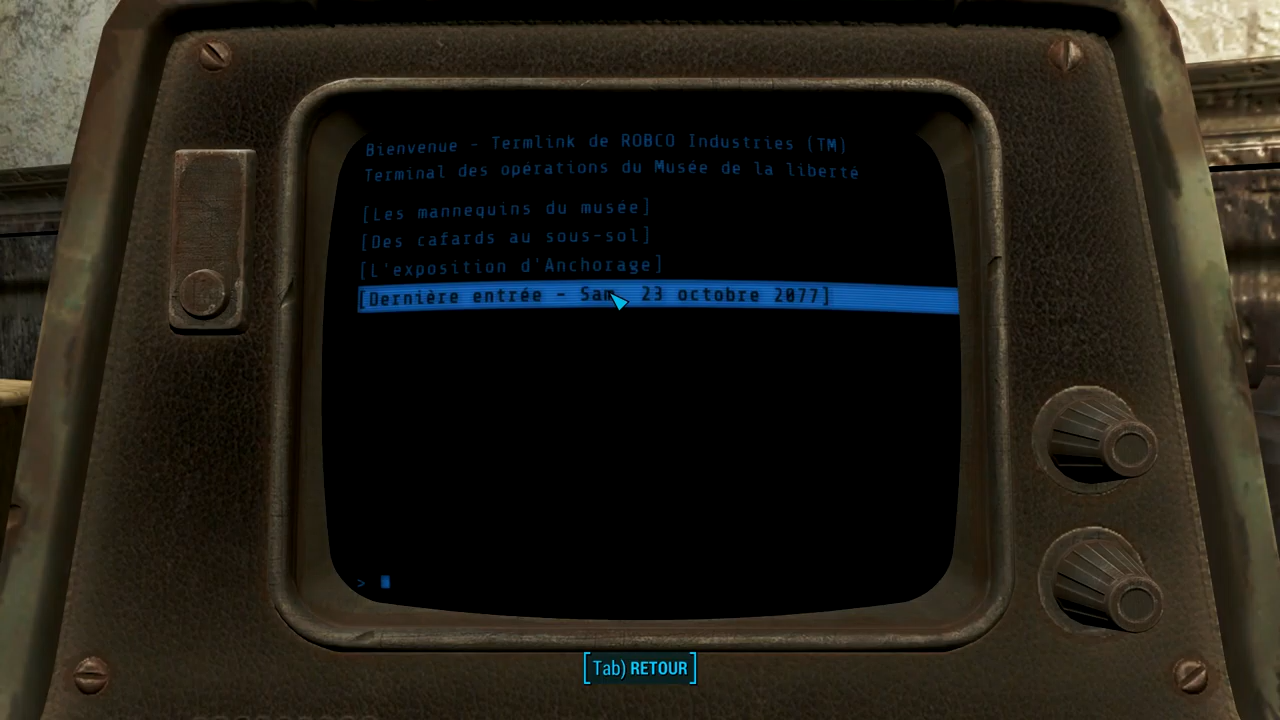 Bienvenue - Termlink de ROBCO Industries (TM)
Terminal des opérations du Musée de la liberté
[Les mannequins du musée]
[Des cafards au sous-sol]
[L'exposition d'Anchorage]
[Dernière entrée - Sam. 23 octobre 2077]
>
[Tab) RETOUR]